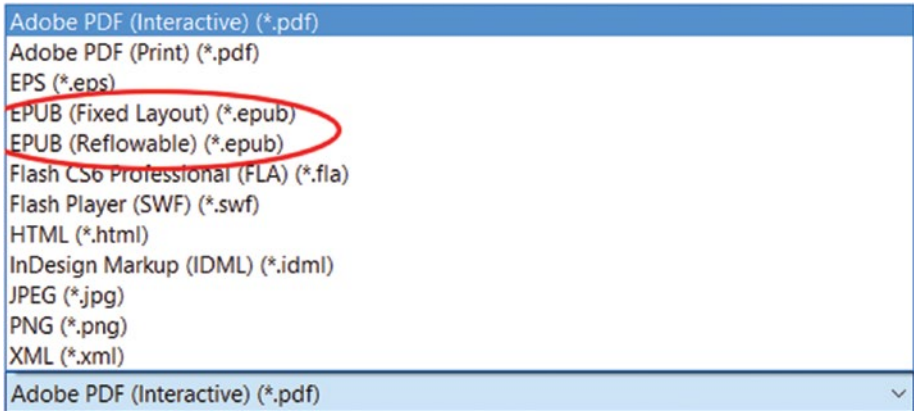 Adobe PDF (Interactive) (*.pdf)
Adobe PDF (Print) (*.pdf)
EPS (*.eps)
EPUB (Fixed Layout) (*.epub)
EPUB (Reflowable) (*.epub)
Flash CS6 Professional (FLA) (*.fla)
Flash Player (SWF) (*.swf)
HTML (*.html)
InDesign Markup (IDML) (*.idml)
JPEG (*.jpg)
PNG (*.png)
XML (*.xml)
Adobe PDF (Interactive) (*.pdf)